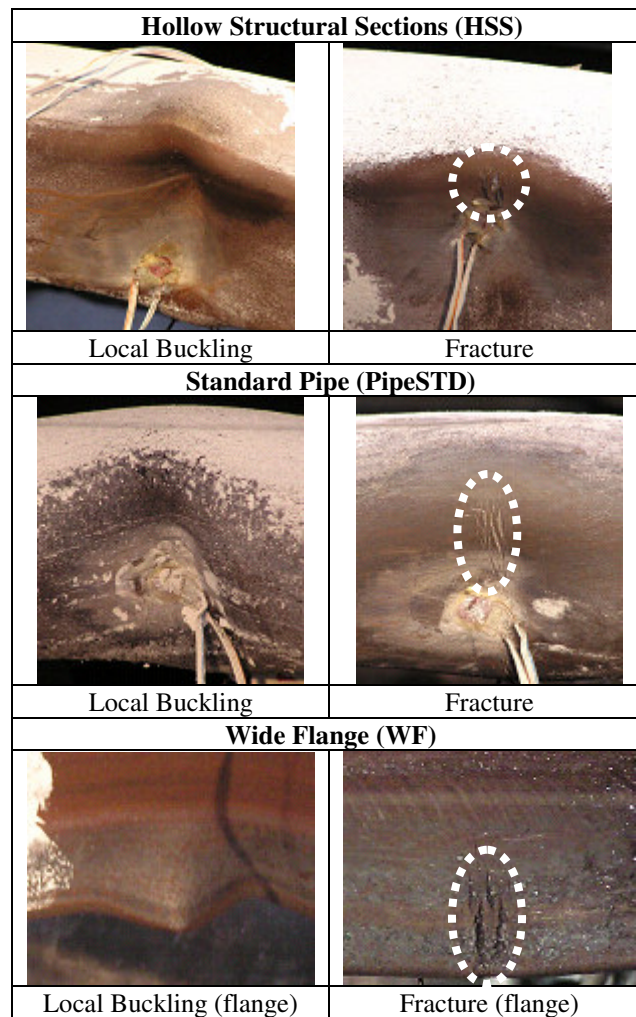 Hollow Structural Sections (HSS)
Local Buckling
Fracture
Standard Pipe (PipeSTD)
Local Buckling
Fracture
Wide Flange (WF)
Local Buckling (flange)
Fracture (flange)